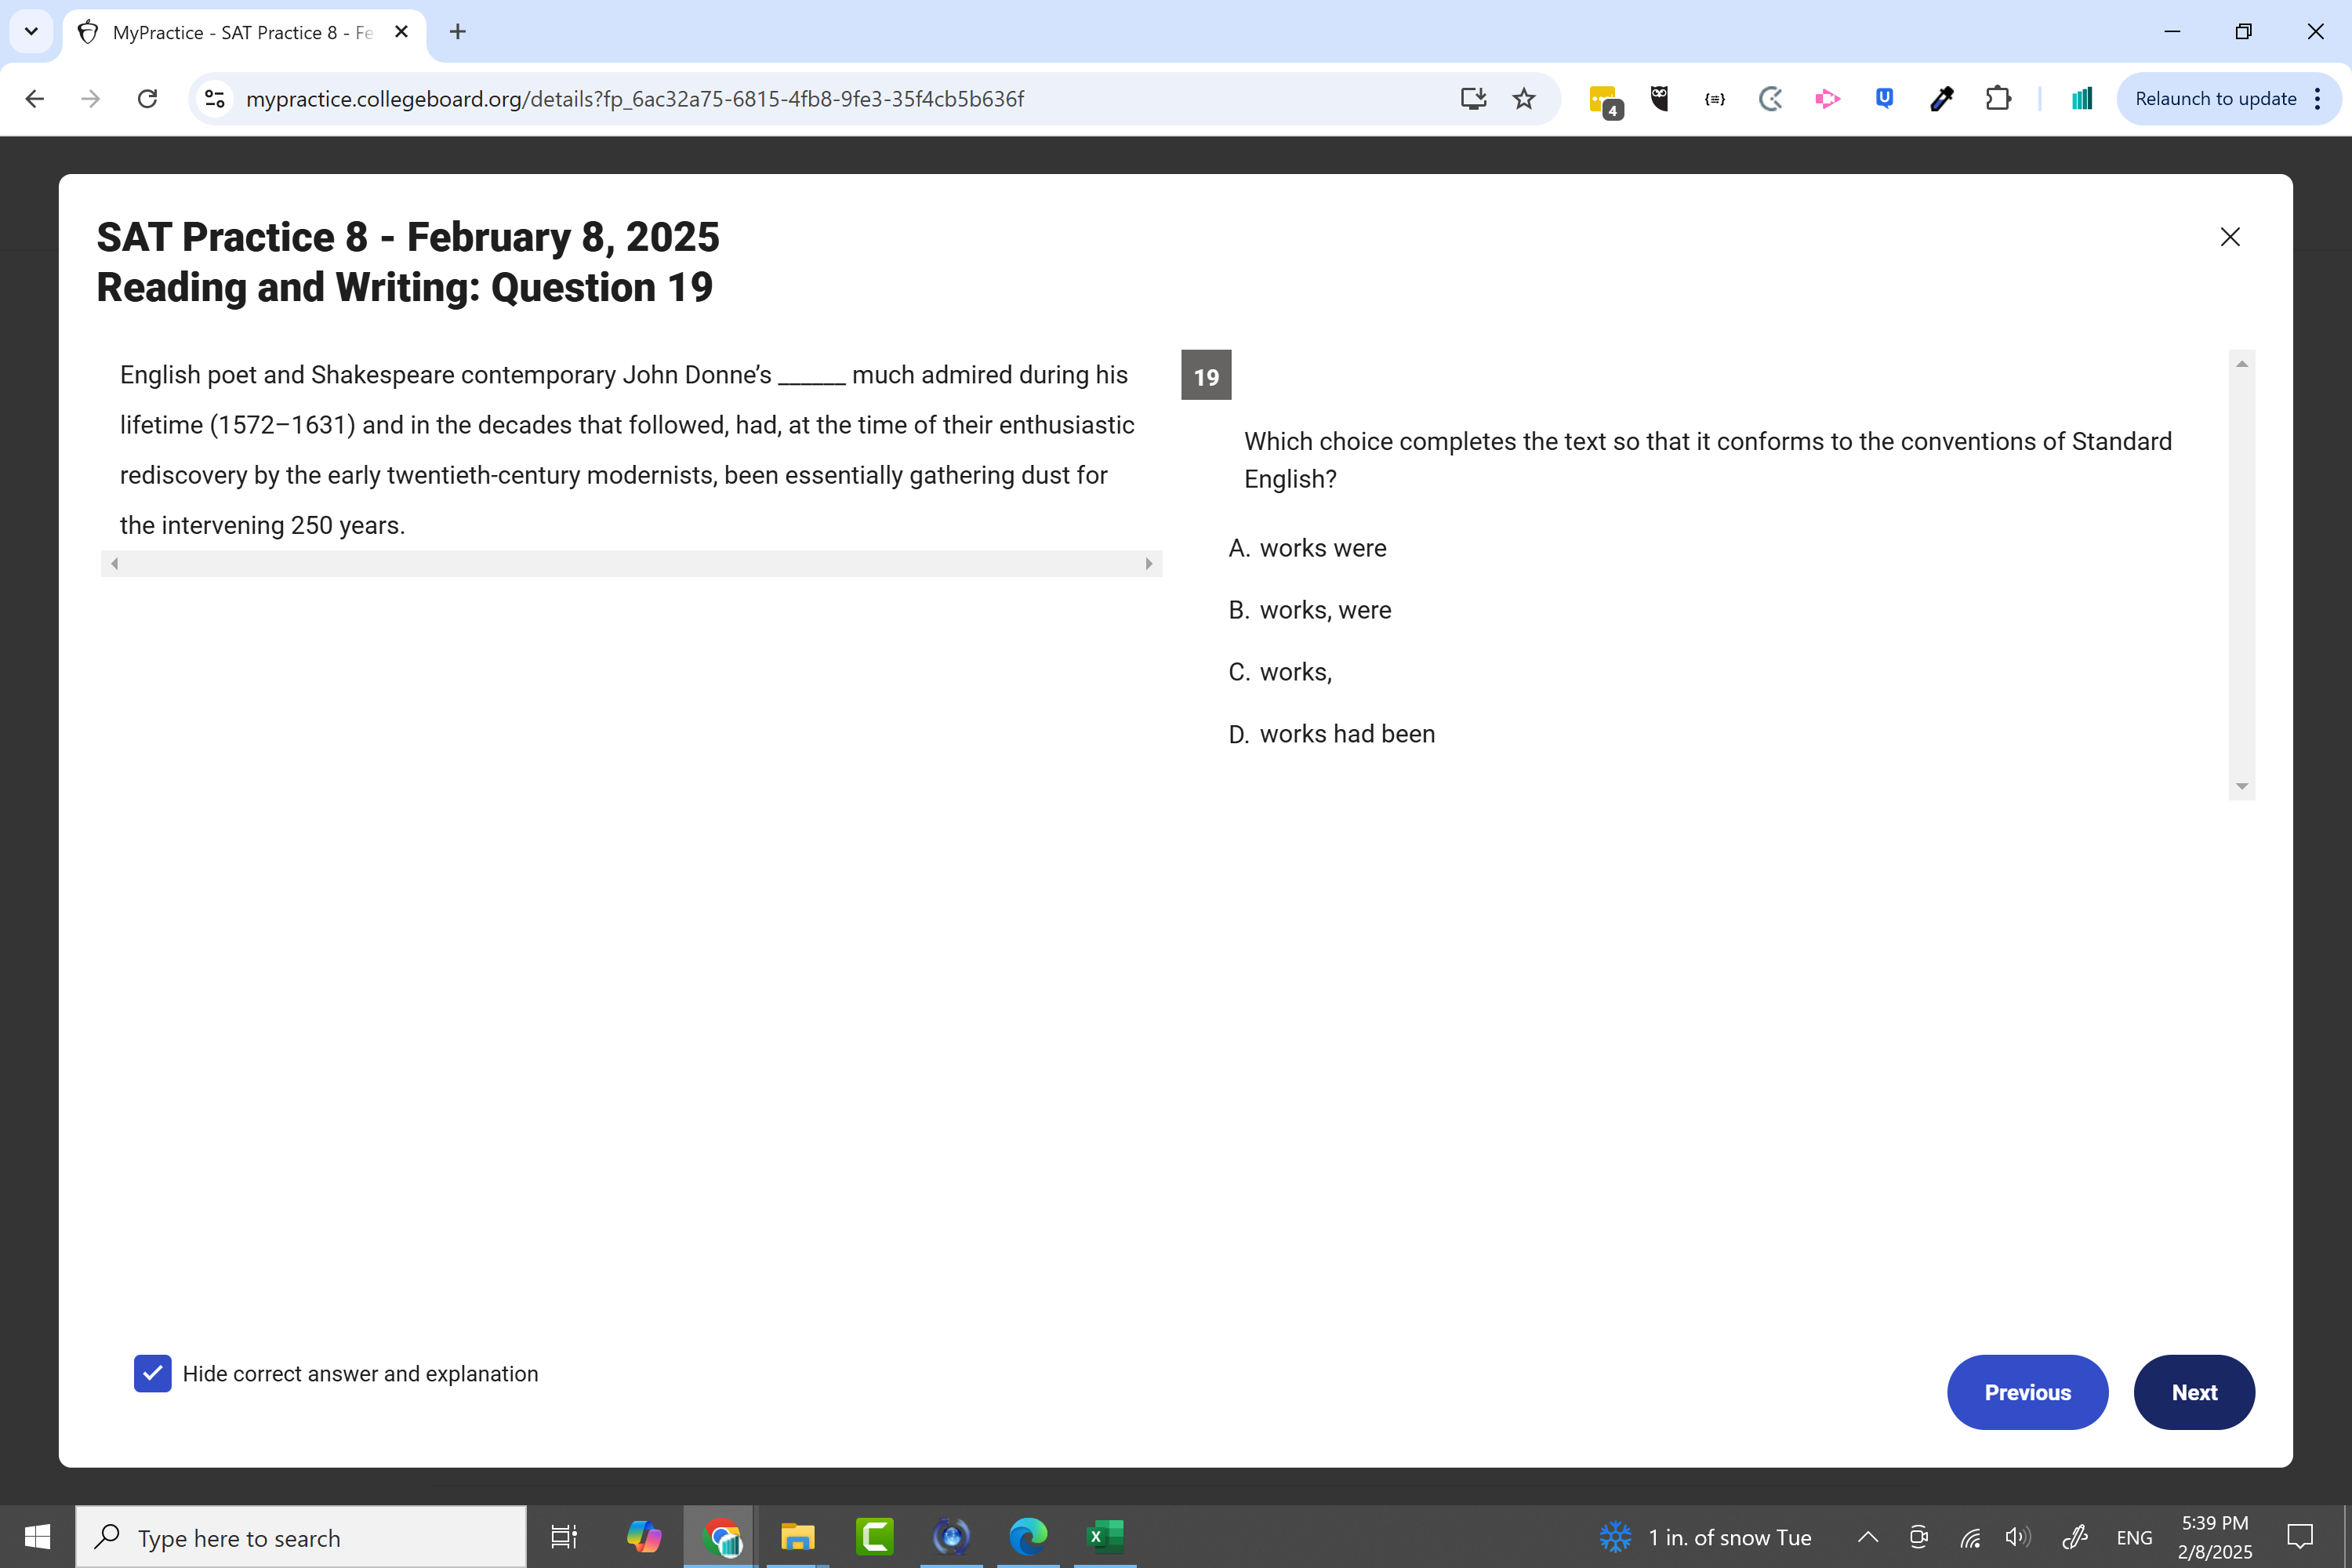 MyPractice - SAT Practice 8 - Fe
mypractice.collegeboard.org/details?fp_6ac32a75-6815-4fb8-9fe3-35f4cb5b636f
4
Relaunch to update
SAT Practice 8 - February 8, 2025
Reading and Writing: Question 19
English poet and Shakespeare contemporary John Donne’s ______ much admired during his
lifetime (1572–1631) and in the decades that followed, had, at the time of their enthusiastic
rediscovery by the early twentieth-century modernists, been essentially gathering dust for
the intervening 250 years.
19
Which choice completes the text so that it conforms to the conventions of Standard
English?
A. works were
B. works, were
C. works,
D. works had been
Hide correct answer and explanation
Previous
Next
Type here to search
1 in. of snow Tue
ENG
5:39 PM
2/8/2025